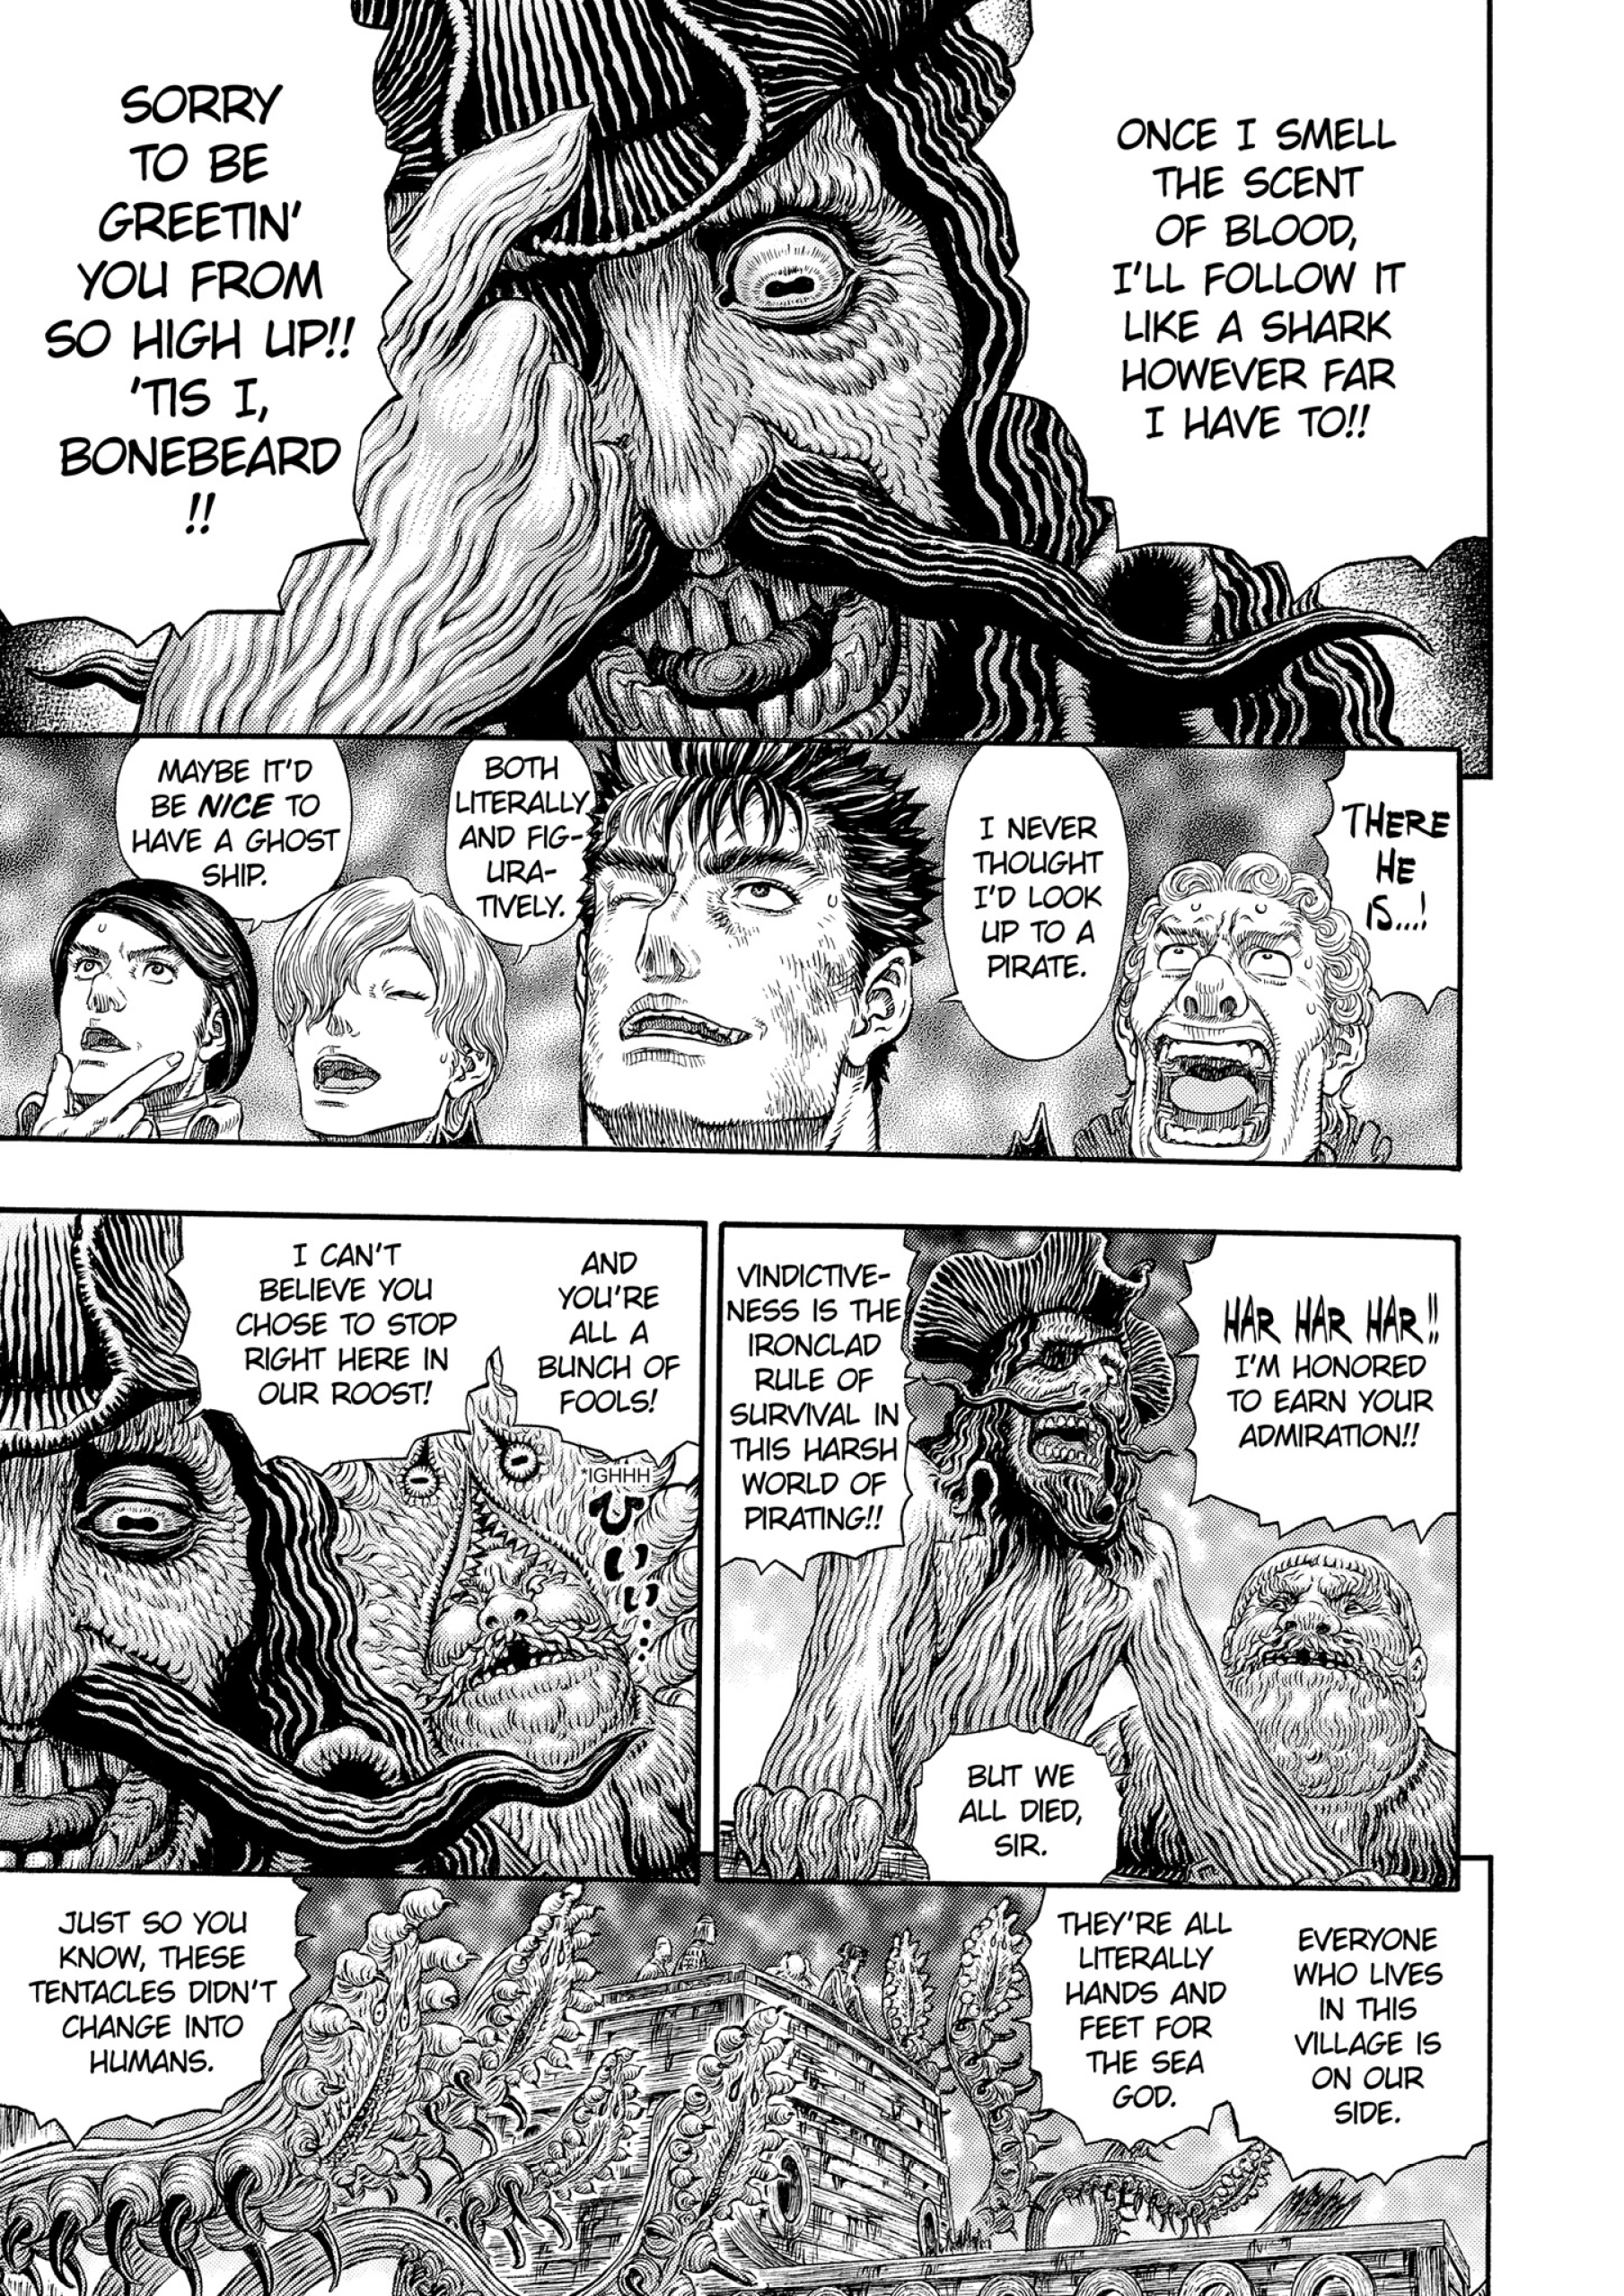 ONCE I SMELL
THE SCENT
OF BLOOD,
I'LL FOLLOW IT
LIKE A SHARK
HOWEVER FAR
I HAVE TO!!
SORRY
TO BE
GREETIN'
YOU FROM
SO HIGH UP!!
'TIS I,
BONEBEARD
!!
THERE
HE
IS...!
I NEVER
THOUGHT
I'D LOOK
UP TO A
PIRATE.
BOTH
LITERALLY
AND FIG-
URA-
TIVELY.
MAYBE IT'D
BE NICE TO
HAVE A GHOST
SHIP.
HAR HAR HAR!!
I'M HONORED
TO EARN YOUR
ADMIRATION!!
VINDICTIVE-
NESS IS THE
IRONCLAD
RULE OF
SURVIVAL IN
THIS HARSH
WORLD OF
PIRATING!!
BUT WE
ALL DIED,
SIR.
AND
YOU'RE
ALL A
BUNCH OF
FOOLS!
I CAN'T
BELIEVE YOU
CHOSE TO STOP
RIGHT HERE IN
OUR ROOST!
*IGHHH
ひいいい…
EVERYONE
WHO LIVES
IN THIS
VILLAGE IS
ON OUR
SIDE.
THEY'RE ALL
LITERALLY
HANDS AND
FEET FOR
THE SEA
GOD.
JUST SO YOU
KNOW, THESE
TENTACLES DIDN'T
CHANGE INTO
HUMANS.